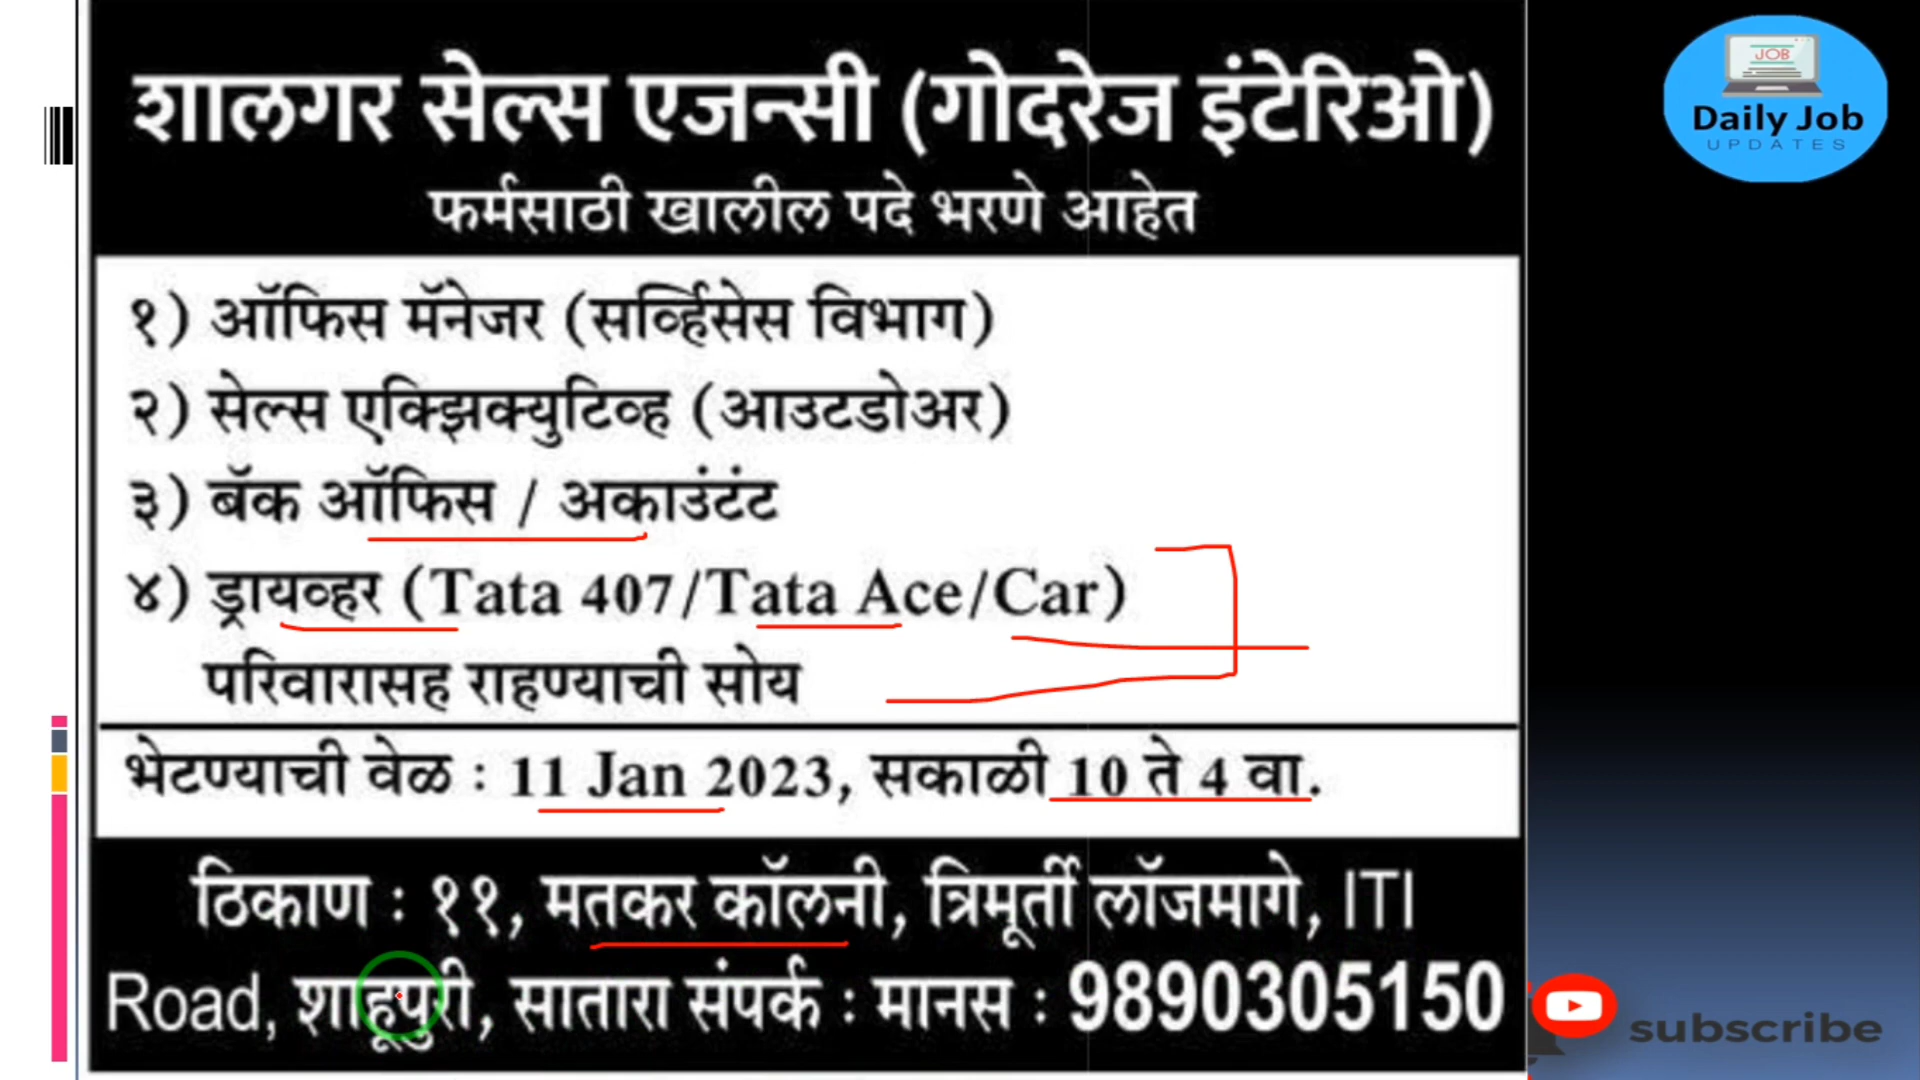 शालगर सेल्स एजन्सी (गोदरेज इंटेरिओ)
फर्मसाठी खालील पदे भरणे आहेत
१) ऑफिस मॅनेजर (सर्व्हिसेस विभाग)
२) सेल्स एक्झिक्युटिव्ह (आउटडोअर)
३) बॅक ऑफिस / अकाउंटंट
४) ड्रायव्हर (Tata 407/Tata Ace/Car)
परिवारासह राहण्याची सोय
भेटण्याची वेळ : 11 Jan 2023, सकाळी 10 ते 4 वा.
ठिकाण : ११, मतकर कॉलनी, त्रिमूर्ती लॉजमागे, ITI
Road, शाहूपुरी, सातारा संपर्क : मानस : 9890305150
JOB
Daily Job
UPDATES
subscribe